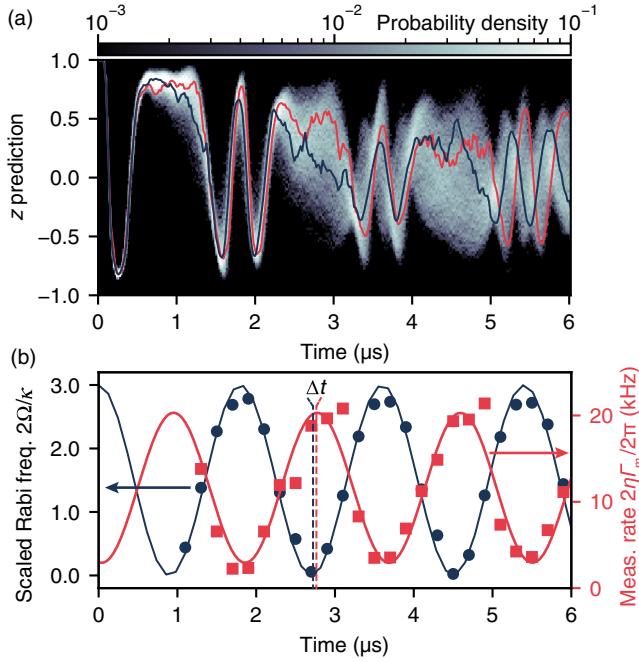 (a)
10⁻³ 10⁻² Probability density 10⁻¹
z prediction
1.0
0.5
0.0
−0.5
−1.0
0 1 2 3 4 5 6
Time (µs)
(b)
Δt
Scaled Rabi freq. 2Ω/κ
3.0
2.0
1.0
0.0
Meas. rate 2ηΓₘ/2π (kHz)
20
10
0
0 1 2 3 4 5 6
Time (µs)